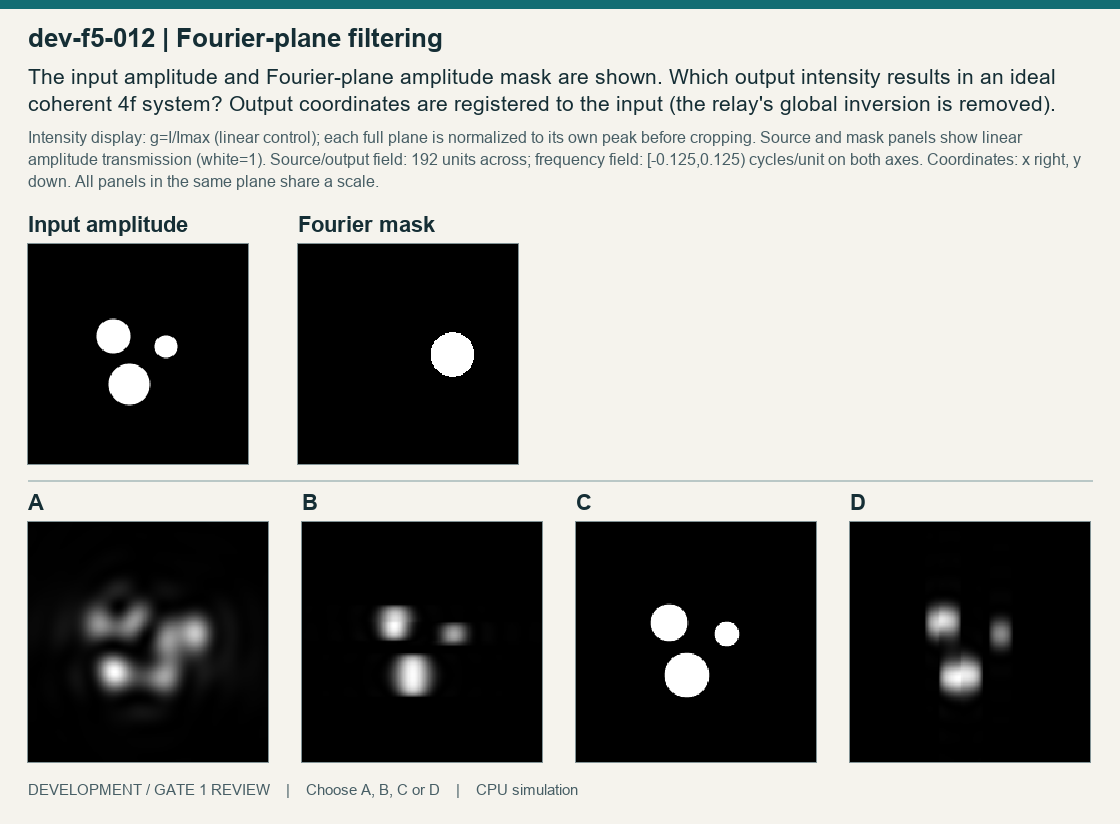 dev-f5-012 | Fourier-plane filtering
The input amplitude and Fourier-plane amplitude mask are shown. Which output intensity results in an ideal
coherent 4f system? Output coordinates are registered to the input (the relay's global inversion is removed).
Intensity display: g=I/Imax (linear control); each full plane is normalized to its own peak before cropping. Source and mask panels show linear
amplitude transmission (white=1). Source/output field: 192 units across; frequency field: [-0.125,0.125) cycles/unit on both axes. Coordinates: x right, y
down. All panels in the same plane share a scale.
Input amplitude
Fourier mask
A
B
C
D
DEVELOPMENT / GATE 1 REVIEW | Choose A, B, C or D | CPU simulation